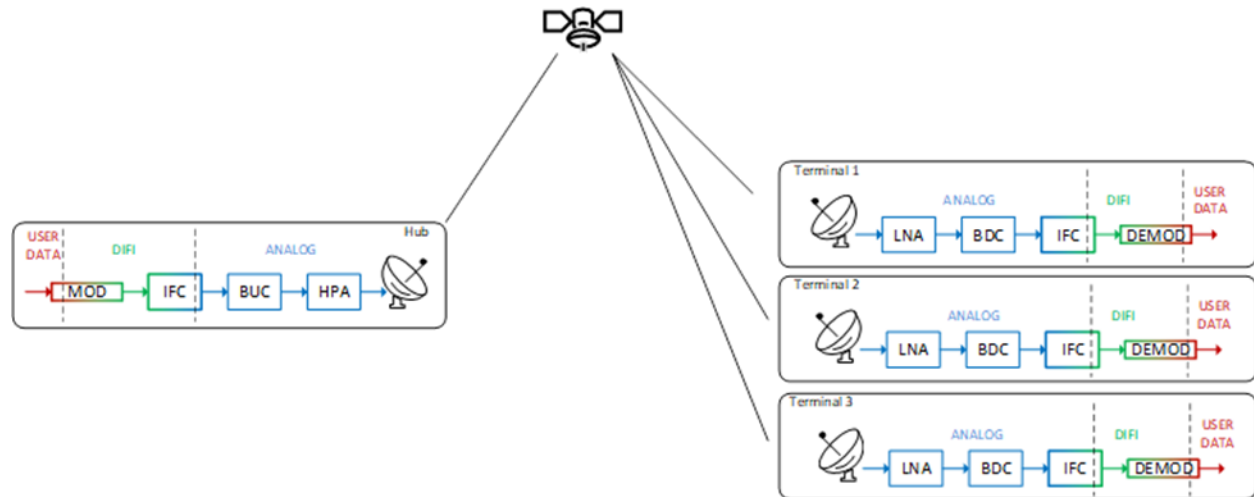 Hub
USER
DATA
DIFI
ANALOG
MOD
IFC
BUC
HPA
Terminal 1
ANALOG
DIFI
USER
DATA
LNA
BDC
IFC
DEMOD
Terminal 2
ANALOG
DIFI
USER
DATA
LNA
BDC
IFC
DEMOD
Terminal 3
ANALOG
DIFI
USER
DATA
LNA
BDC
IFC
DEMOD